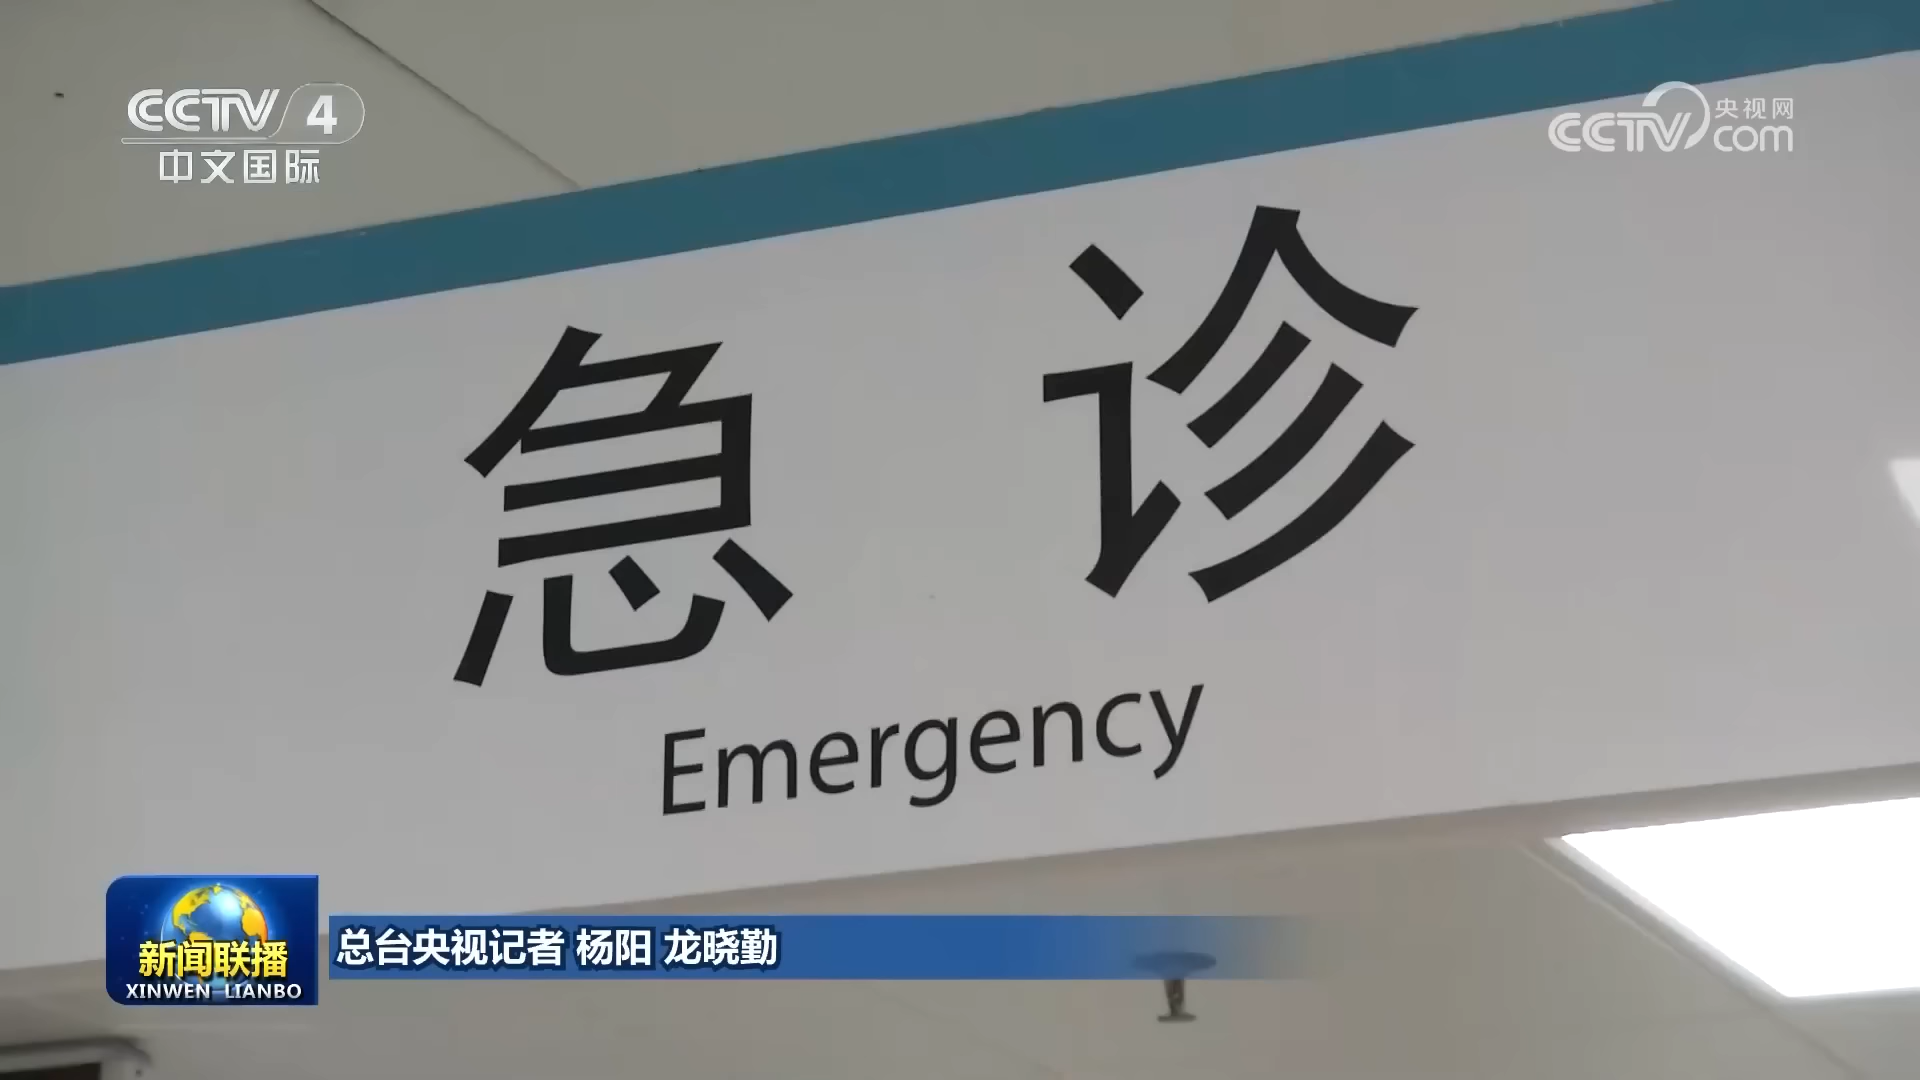 CCTV 4
中文国际
CCTV 央视网
com
急诊
Emergency
新闻联播
XINWEN LIANBO
总台央视记者 杨阳 龙晓勤